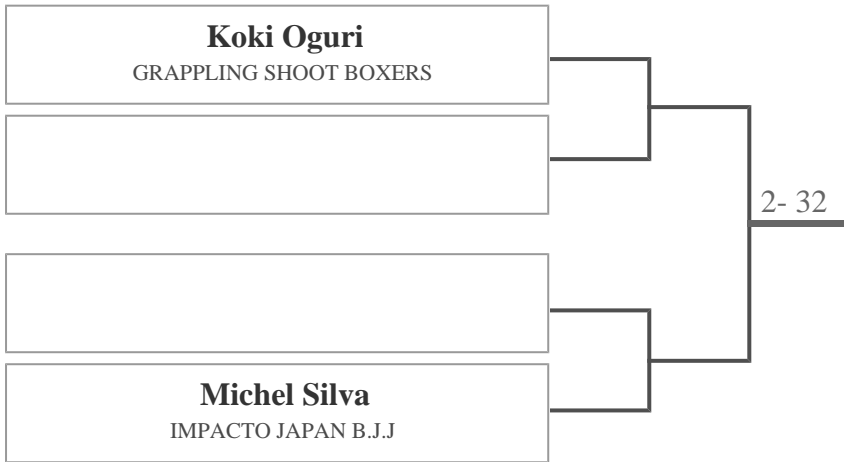 Koki Oguri
GRAPPLING SHOOT BOXERS
2- 32
Michel Silva
IMPACTO JAPAN B.J.J